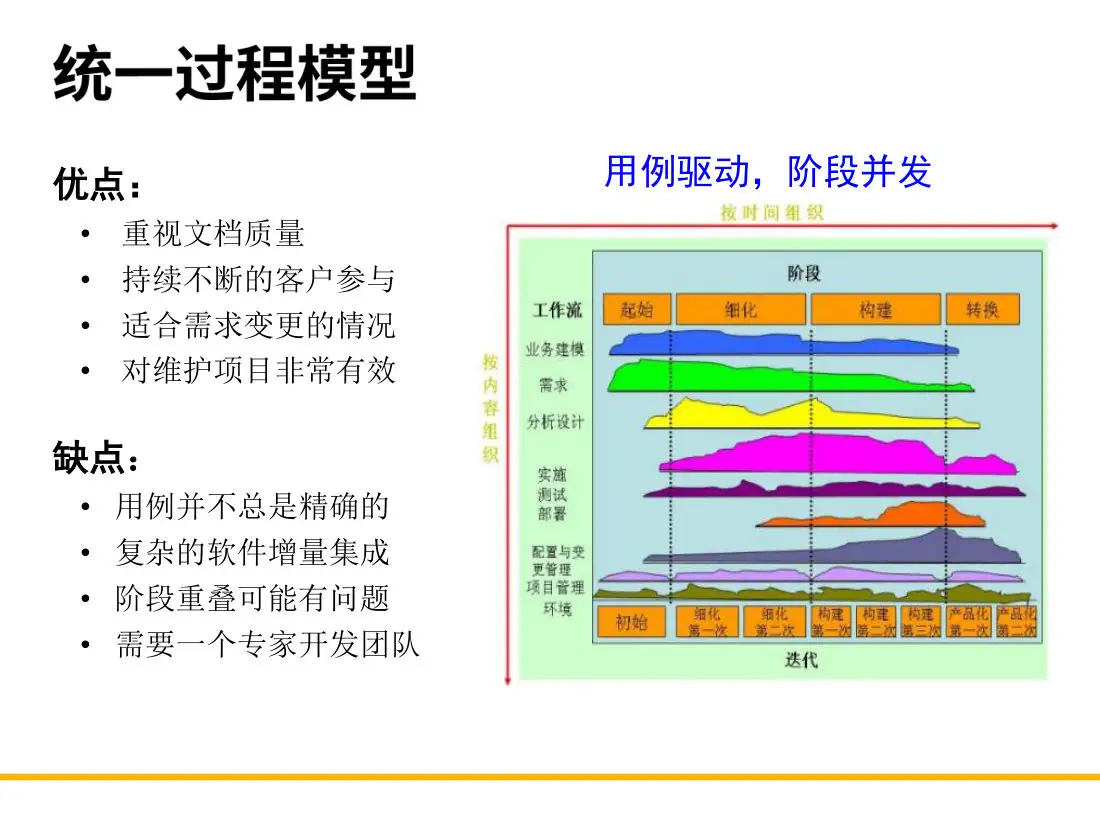 统一过程模型
优点：
• 重视文档质量
• 持续不断的客户参与
• 适合需求变更的情况
• 对维护项目非常有效
缺点：
• 用例并不总是精确的
• 复杂的软件增量集成
• 阶段重叠可能有问题
• 需要一个专家开发团队
用例驱动，阶段并发
按时间组织
按内容组织
阶段
工作流
起始
细化
构建
转换
业务建模
需求
分析设计
实施
测试
部署
配置与变
更管理
项目管理
环境
初始
细化
第一次
细化
第二次
构建
第一次
构建
第二次
构建
第三次
产品化
第一次
产品化
第二次
迭代